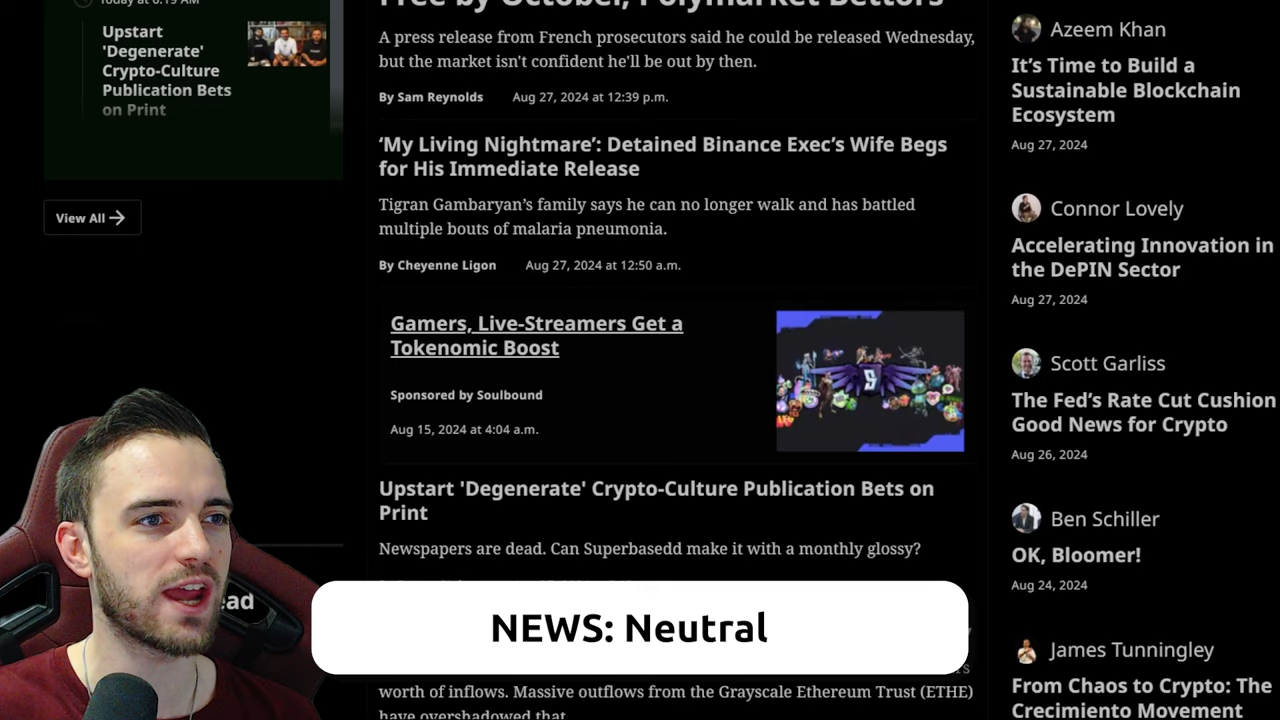 Today at 6:19 AM
Upstart
'Degenerate'
Crypto-Culture
Publication Bets
on Print
View All
Free by October, Polymarket Bettors
A press release from French prosecutors said he could be released Wednesday,
but the market isn't confident he'll be out by then.
By Sam Reynolds Aug 27, 2024 at 12:39 p.m.
‘My Living Nightmare’: Detained Binance Exec’s Wife Begs
for His Immediate Release
Tigran Gambaryan’s family says he can no longer walk and has battled
multiple bouts of malaria pneumonia.
By Cheyenne Ligon Aug 27, 2024 at 12:50 a.m.
Gamers, Live-Streamers Get a
Tokenomic Boost
Sponsored by Soulbound
Aug 15, 2024 at 4:04 a.m.
Upstart 'Degenerate' Crypto-Culture Publication Bets on
Print
Newspapers are dead. Can Superbasedd make it with a monthly glossy?
NEWS: Neutral
worth of inflows. Massive outflows from the Grayscale Ethereum Trust (ETHE)
have overshadowed that.
Azeem Khan
It’s Time to Build a
Sustainable Blockchain
Ecosystem
Aug 27, 2024
Connor Lovely
Accelerating Innovation in
the DePIN Sector
Aug 27, 2024
Scott Garliss
The Fed’s Rate Cut Cushion
Good News for Crypto
Aug 26, 2024
Ben Schiller
OK, Bloomer!
Aug 24, 2024
James Tunningley
From Chaos to Crypto: The
Crecimiento Movement